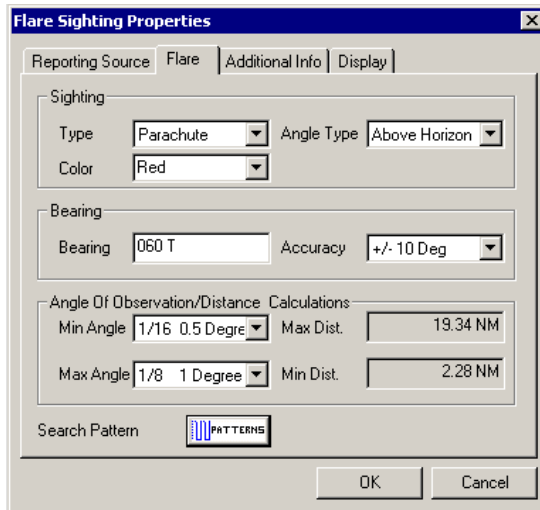 Flare Sighting Properties
Reporting Source Flare Additional Info Display
Sighting
Type Parachute Angle Type Above Horizon
Color Red
Bearing
Bearing 060 T Accuracy +/- 10 Deg
Angle Of Observation/Distance Calculations
Min Angle 1/16 0.5 Degre Max Dist. 19.34 NM
Max Angle 1/8 1 Degree Min Dist. 2.28 NM
Search Pattern PATTERNS
OK Cancel